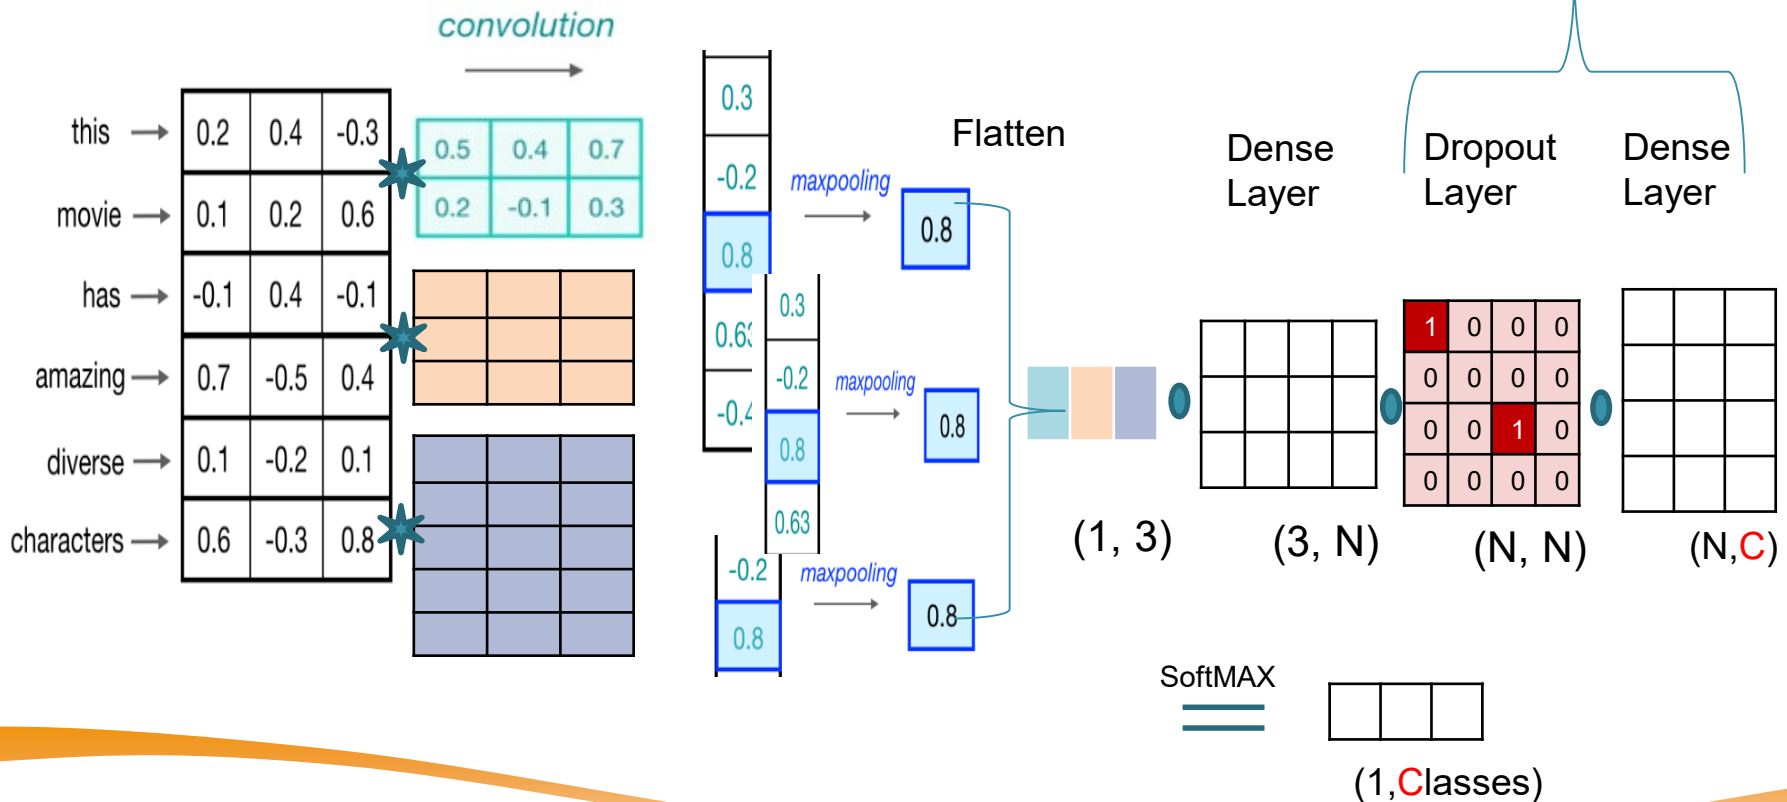 convolution
this 0.2 0.4 -0.3
movie 0.1 0.2 0.6
has -0.1 0.4 -0.1
amazing 0.7 -0.5 0.4
diverse 0.1 -0.2 0.1
characters 0.6 -0.3 0.8
0.5 0.4 0.7
0.2 -0.1 0.3
0.3
-0.2
0.8
0.63
-0.4
maxpooling
0.8
0.3
-0.2
0.8
0.63
maxpooling
0.8
-0.2
0.8
maxpooling
0.8
Flatten
(1, 3)
Dense
Layer
(3, N)
Dropout
Layer
1 0 0 0
0 0 0 0
0 0 1 0
0 0 0 0
(N, N)
Dense
Layer
(N,C)
SoftMAX
(1,Classes)